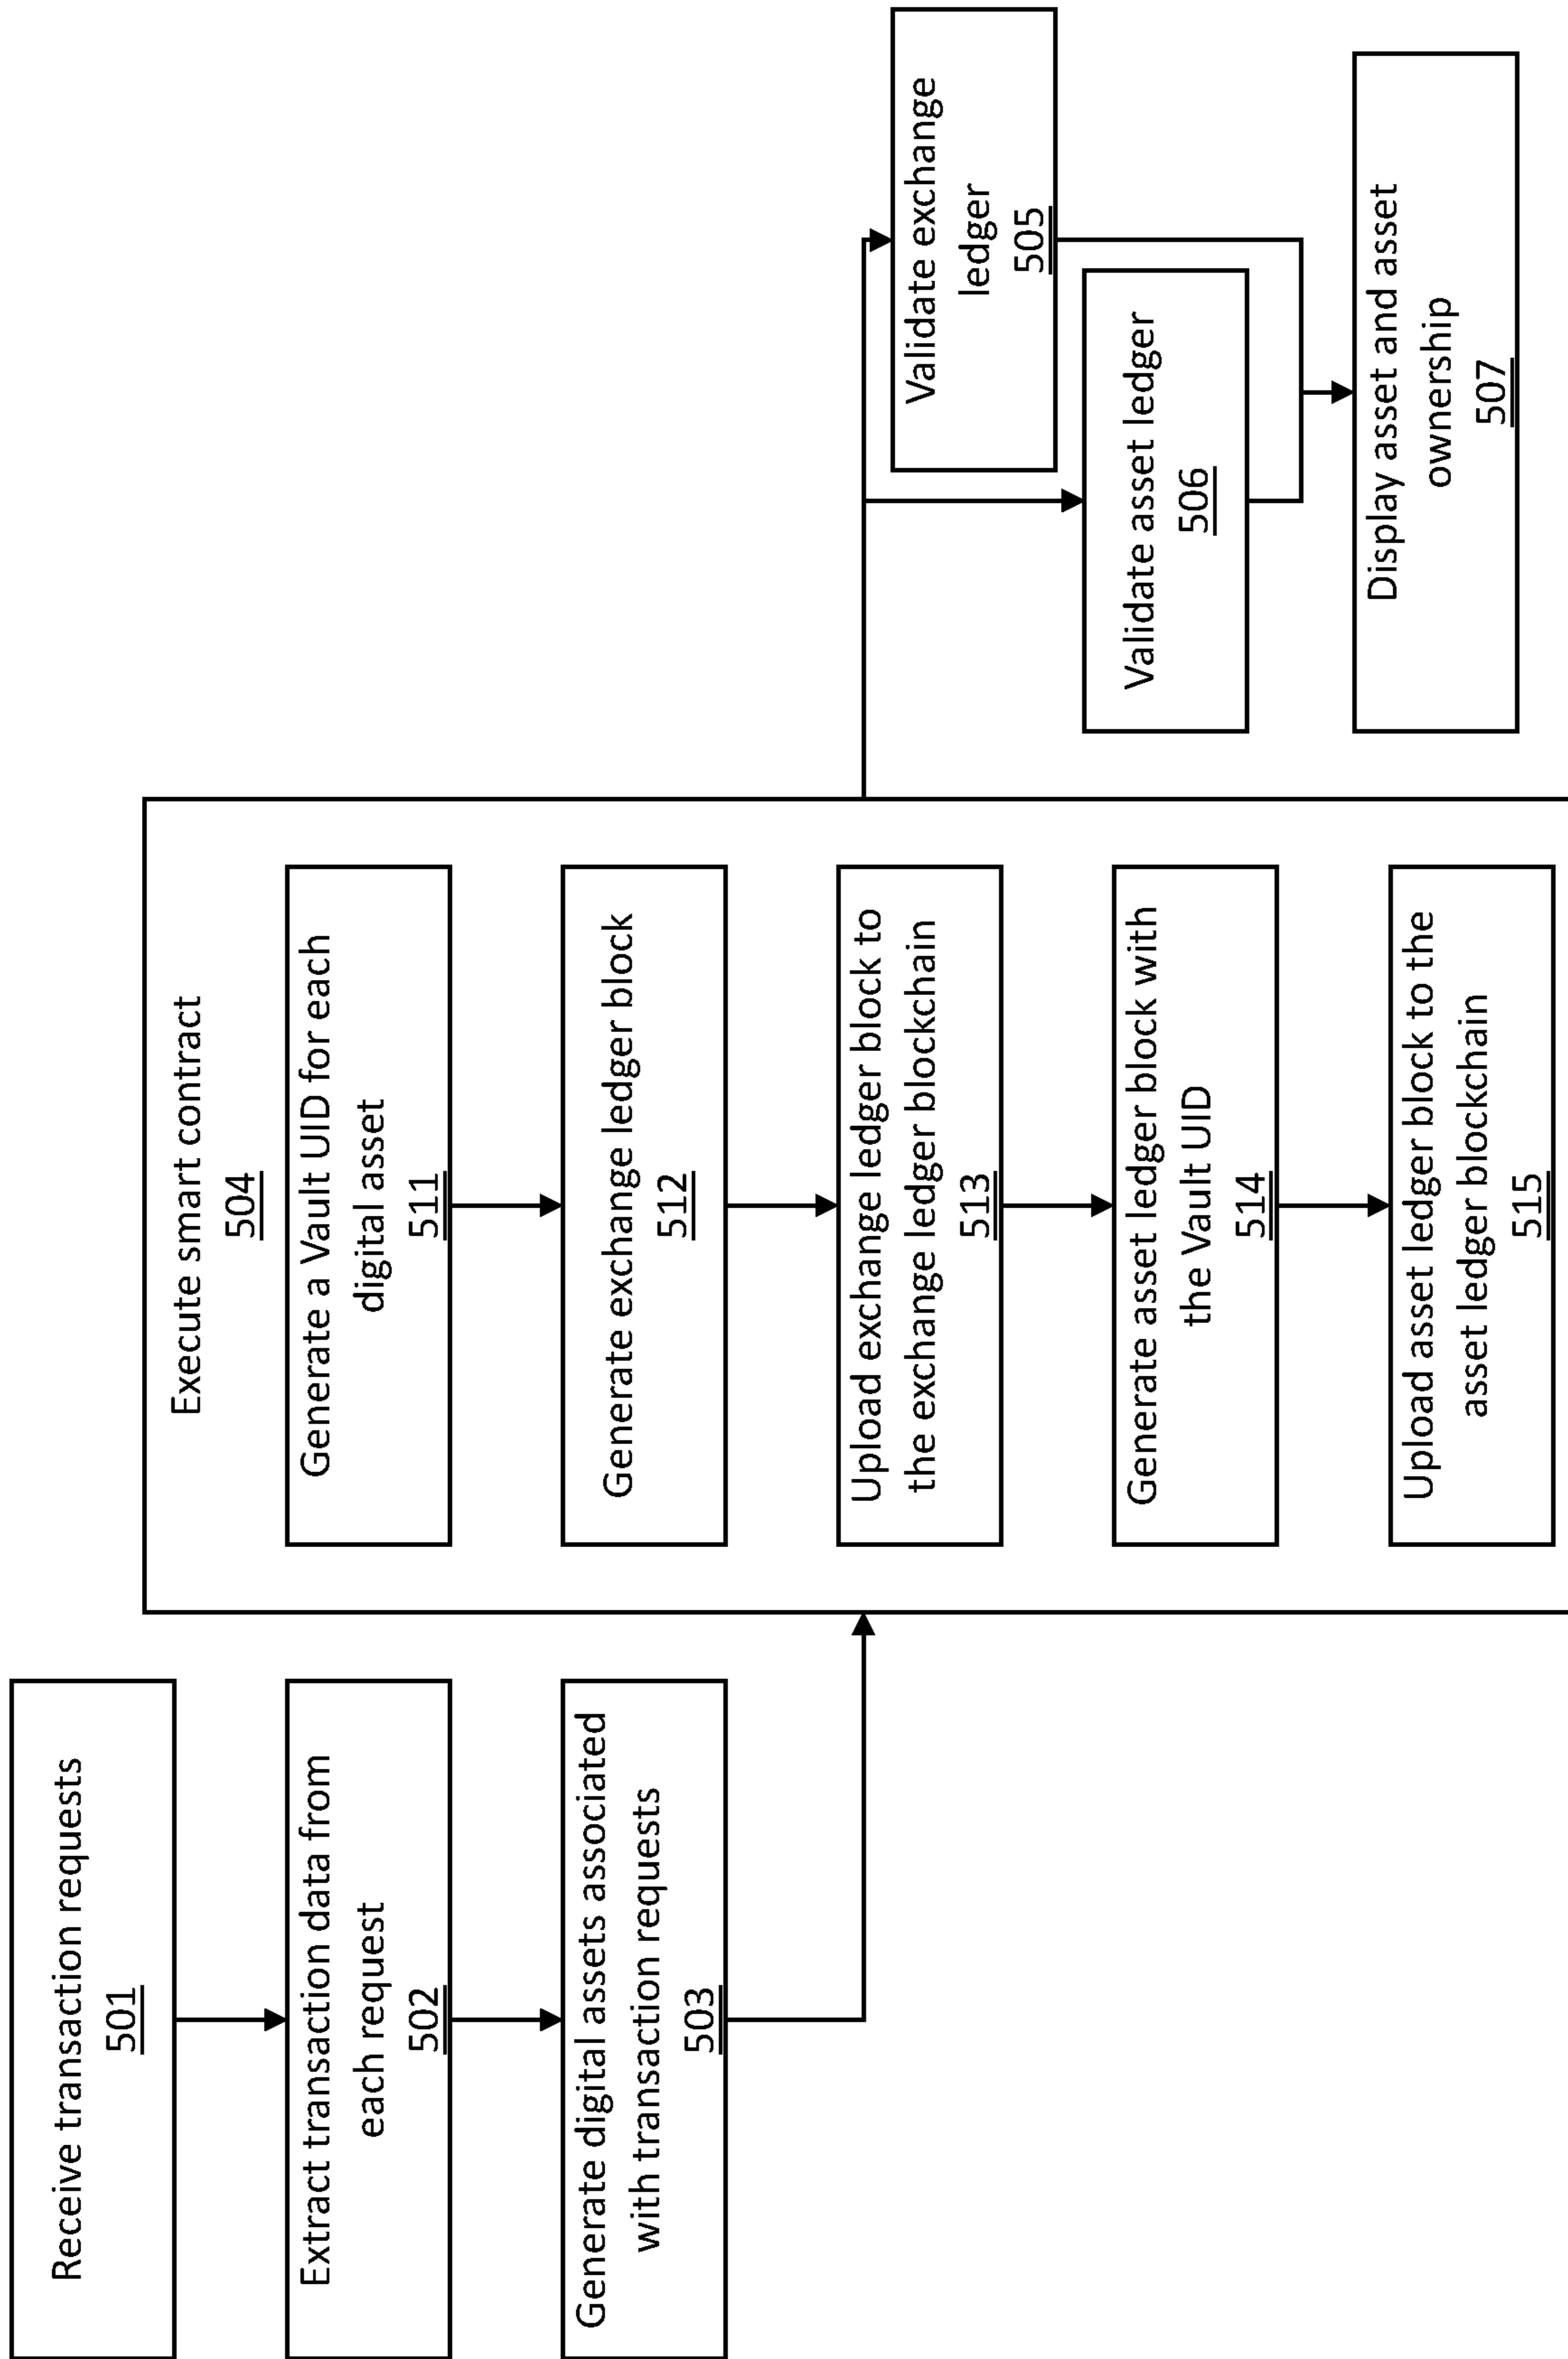 Receive transaction requests
501
Extract transaction data from
each request
502
Generate digital assets associated
with transaction requests
503
Execute smart contract
504
Generate a Vault UID for each
digital asset
511
Generate exchange ledger block
512
Upload exchange ledger block to
the exchange ledger blockchain
513
Generate asset ledger block with
the Vault UID
514
Upload asset ledger block to the
asset ledger blockchain
515
Validate exchange
ledger
505
Validate asset ledger
506
Display asset and asset
ownership
507